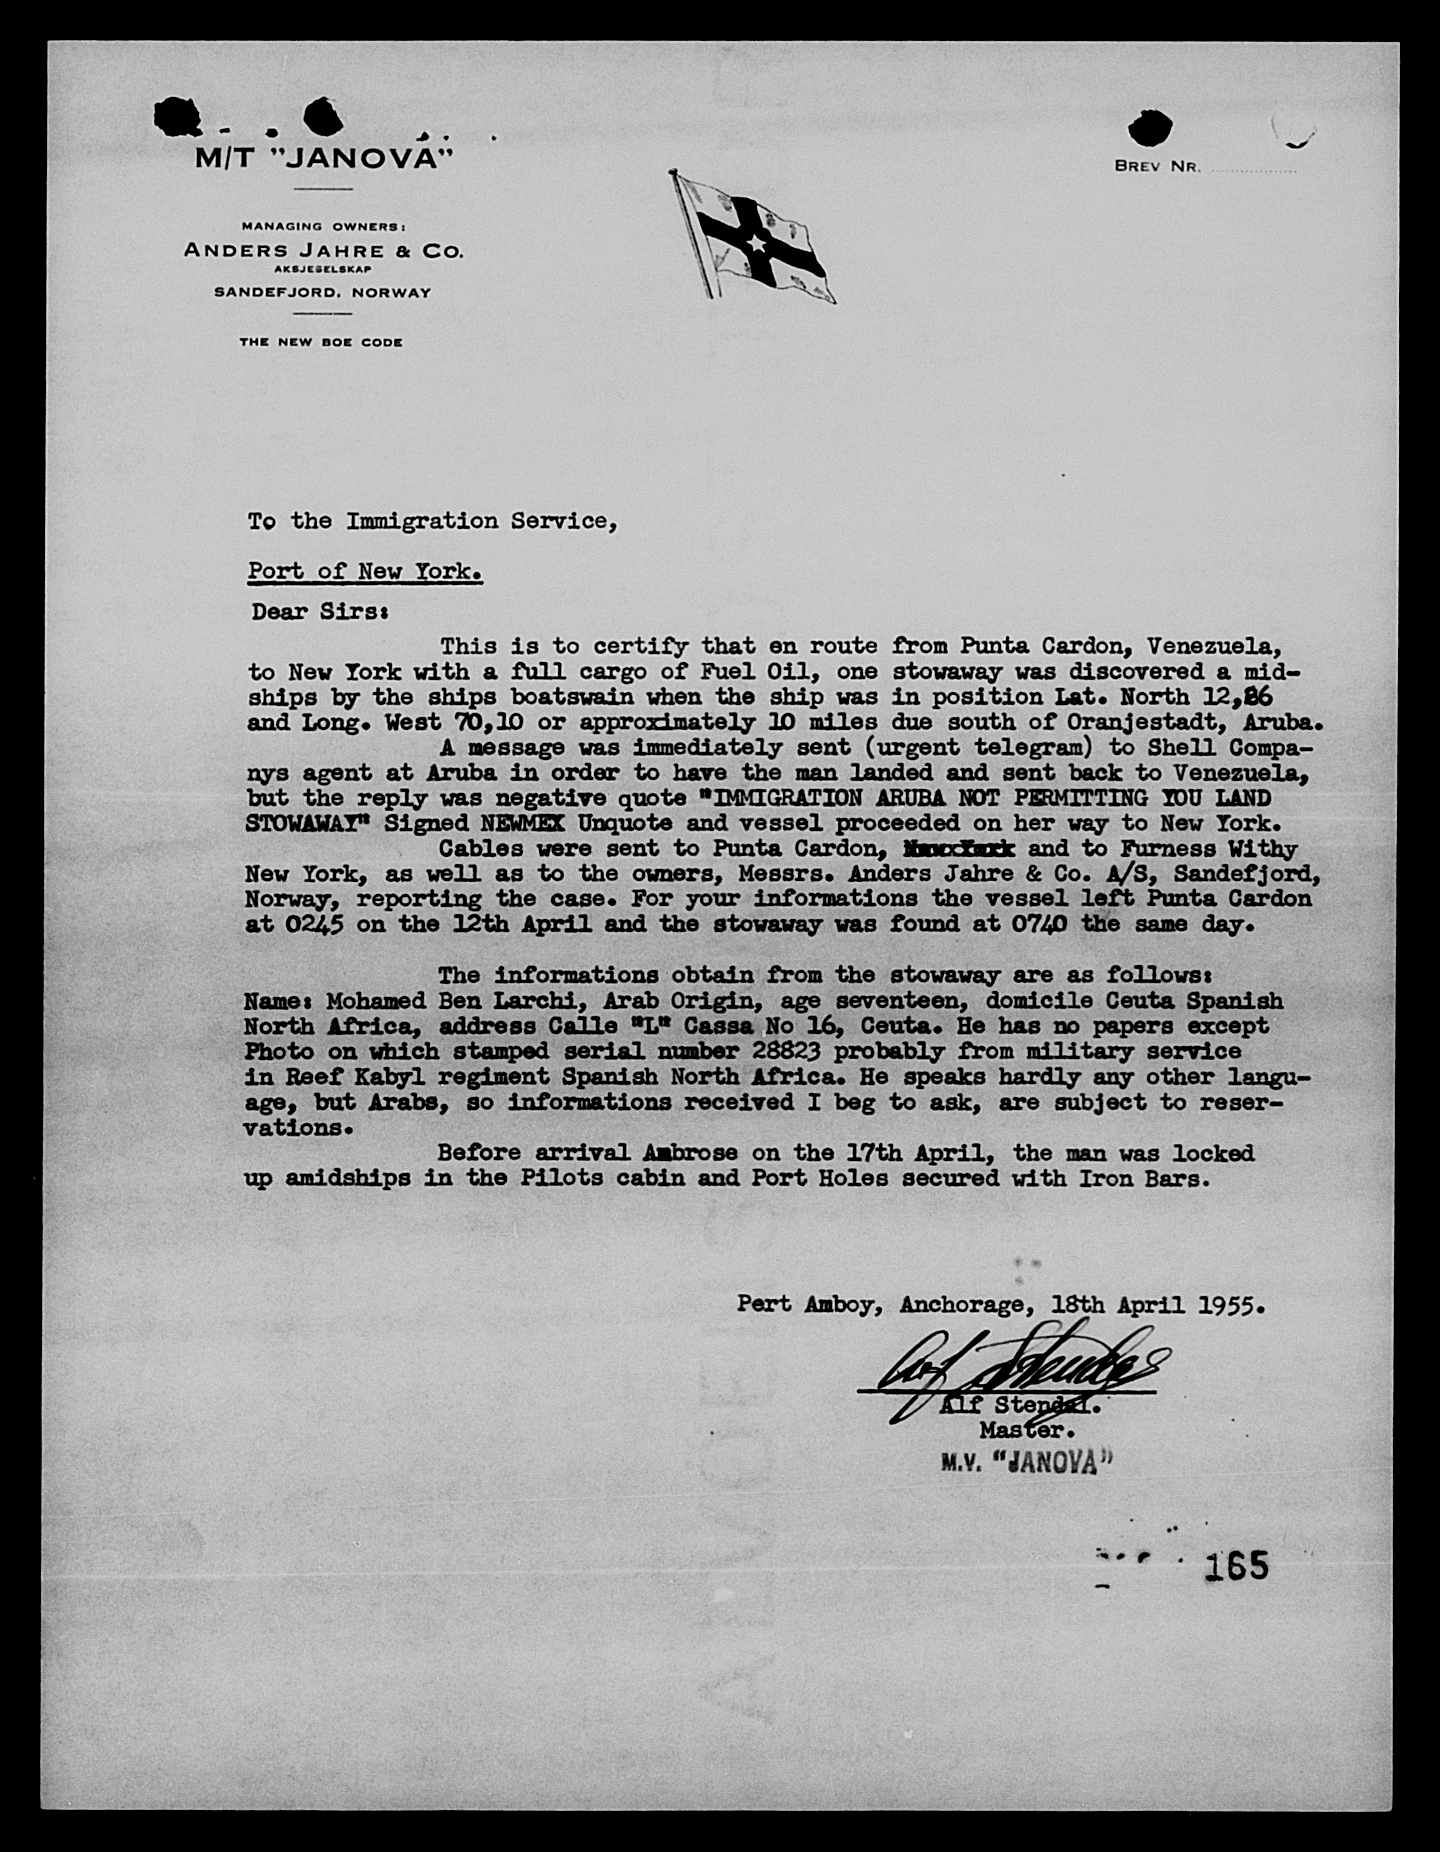 M/T "JANOVA"
BREV NR.
MANAGING OWNERS:
ANDERS JAHRE & CO.
AKSJESELSKAP
SANDEFJORD, NORWAY
THE NEW BOE CODE
To the Immigration Service,
Port of New York.
Dear Sirs:
This is to certify that en route from Punta Cardon, Venezuela,
to New York with a full cargo of Fuel Oil, one stowaway was discovered a mid-
ships by the ships boatswain when the ship was in position Lat. North 12,26
and Long. West 70,10 or approximately 10 miles due south of Oranjestadt, Aruba.
A message was immediately sent (urgent telegram) to Shell Compa-
nys agent at Aruba in order to have the man landed and sent back to Venezuela,
but the reply was negative quote "IMMIGRATION ARUBA NOT PERMITTING YOU LAND
STOWAWAY" Signed NEWMEX Unquote and vessel proceeded on her way to New York.
Cables were sent to Punta Cardon, and to Furness Withy
New York, as well as to the owners, Messrs. Anders Jahre & Co. A/S, Sandefjord,
Norway, reporting the case. For your informations the vessel left Punta Cardon
at 0245 on the 12th April and the stowaway was found at 0740 the same day.
The informations obtain from the stowaway are as follows:
Name: Mohamed Ben Larchi, Arab Origin, age seventeen, domicile Ceuta Spanish
North Africa, address Calle "L" Cassa No 16, Ceuta. He has no papers except
Photo on which stamped serial number 28823 probably from military service
in Reef Kabyl regiment Spanish North Africa. He speaks hardly any other langu-
age, but Arabs, so informations received I beg to ask, are subject to reser-
vations.
Before arrival Ambrose on the 17th April, the man was locked
up amidships in the Pilots cabin and Port Holes secured with Iron Bars.
Pert Amboy, Anchorage, 18th April 1955.
Alf Stendal
Alf Stendal.
Master.
M.V. "JANOVA"
165